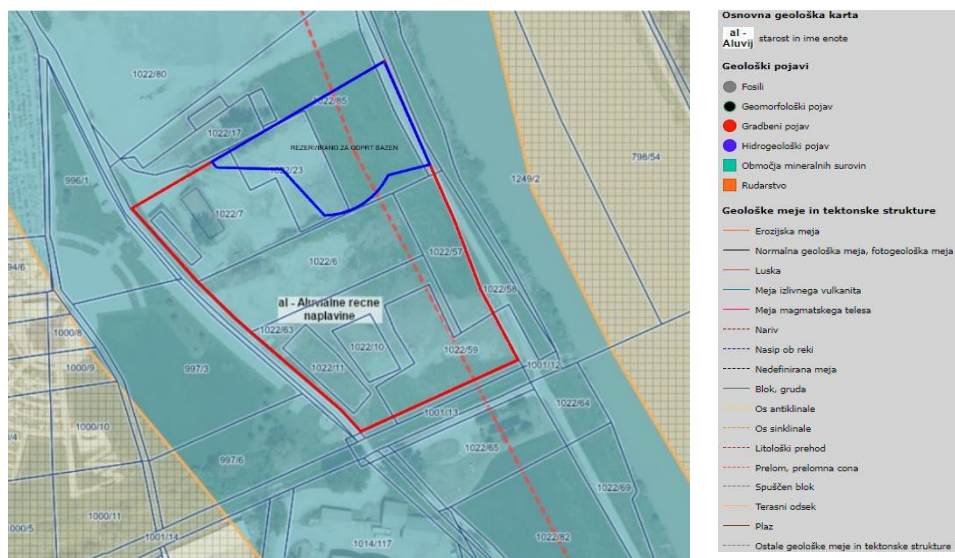 1022/80
1022/85
1022/17
REZERVIRANO ZA ODPRT BAZEN
1022/23
798/54
996/1
1249/2
1022/7
1022/57
1022/6
1022/58
al - Aluvialne recne
naplavine
1000/8
1022/63
1022/10
1022/59
1001/12
1000/9
997/3
1022/11
1022/64
1000/10
1001/13
1022/65
997/6
1022/69
1000/11
1000/5
1001/14
1014/117
1022/82
Osnovna geološka karta
al -
Aluvij
starost in ime enote
Geološki pojavi
Fosili
Geomorfološki pojav
Gradbeni pojav
Hidrogeološki pojav
Območja mineralnih surovin
Rudarstvo
Geološke meje in tektonske strukture
Erozijska meja
Normalna geološka meja, fotogeološka meja
Luska
Meja izlivnega vulkanita
Meja magmatskega telesa
Nariv
Nasip ob reki
Nedefinirana meja
Blok, gruda
Os antiklinale
Os sinklinale
Litološki prehod
Prelom, prelomna cona
Spuščen blok
Terasni odsek
Plaz
Ostale geološke meje in tektonske strukture